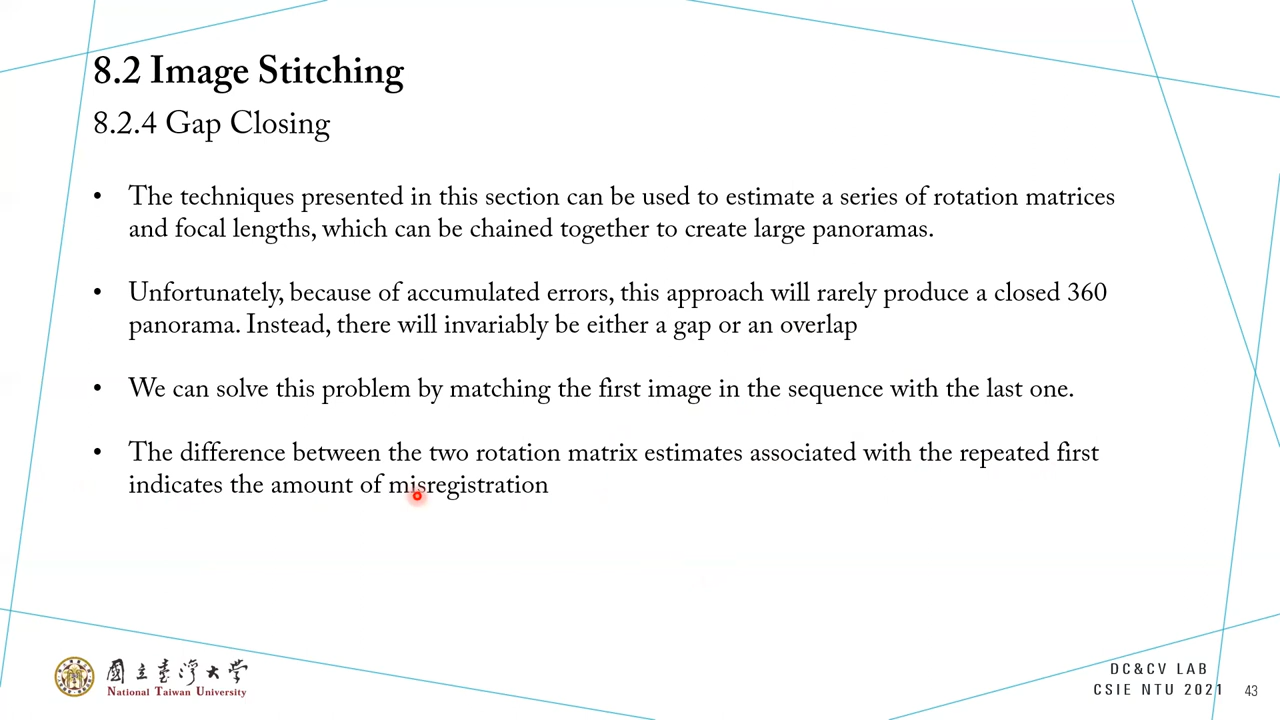 8.2 Image Stitching
8.2.4 Gap Closing
• The techniques presented in this section can be used to estimate a series of rotation matrices
and focal lengths, which can be chained together to create large panoramas.
• Unfortunately, because of accumulated errors, this approach will rarely produce a closed 360
panorama. Instead, there will invariably be either a gap or an overlap
• We can solve this problem by matching the first image in the sequence with the last one.
• The difference between the two rotation matrix estimates associated with the repeated first
indicates the amount of misregistration
國立臺灣大學
National Taiwan University
DC&CV LAB
CSIE NTU 2021
43